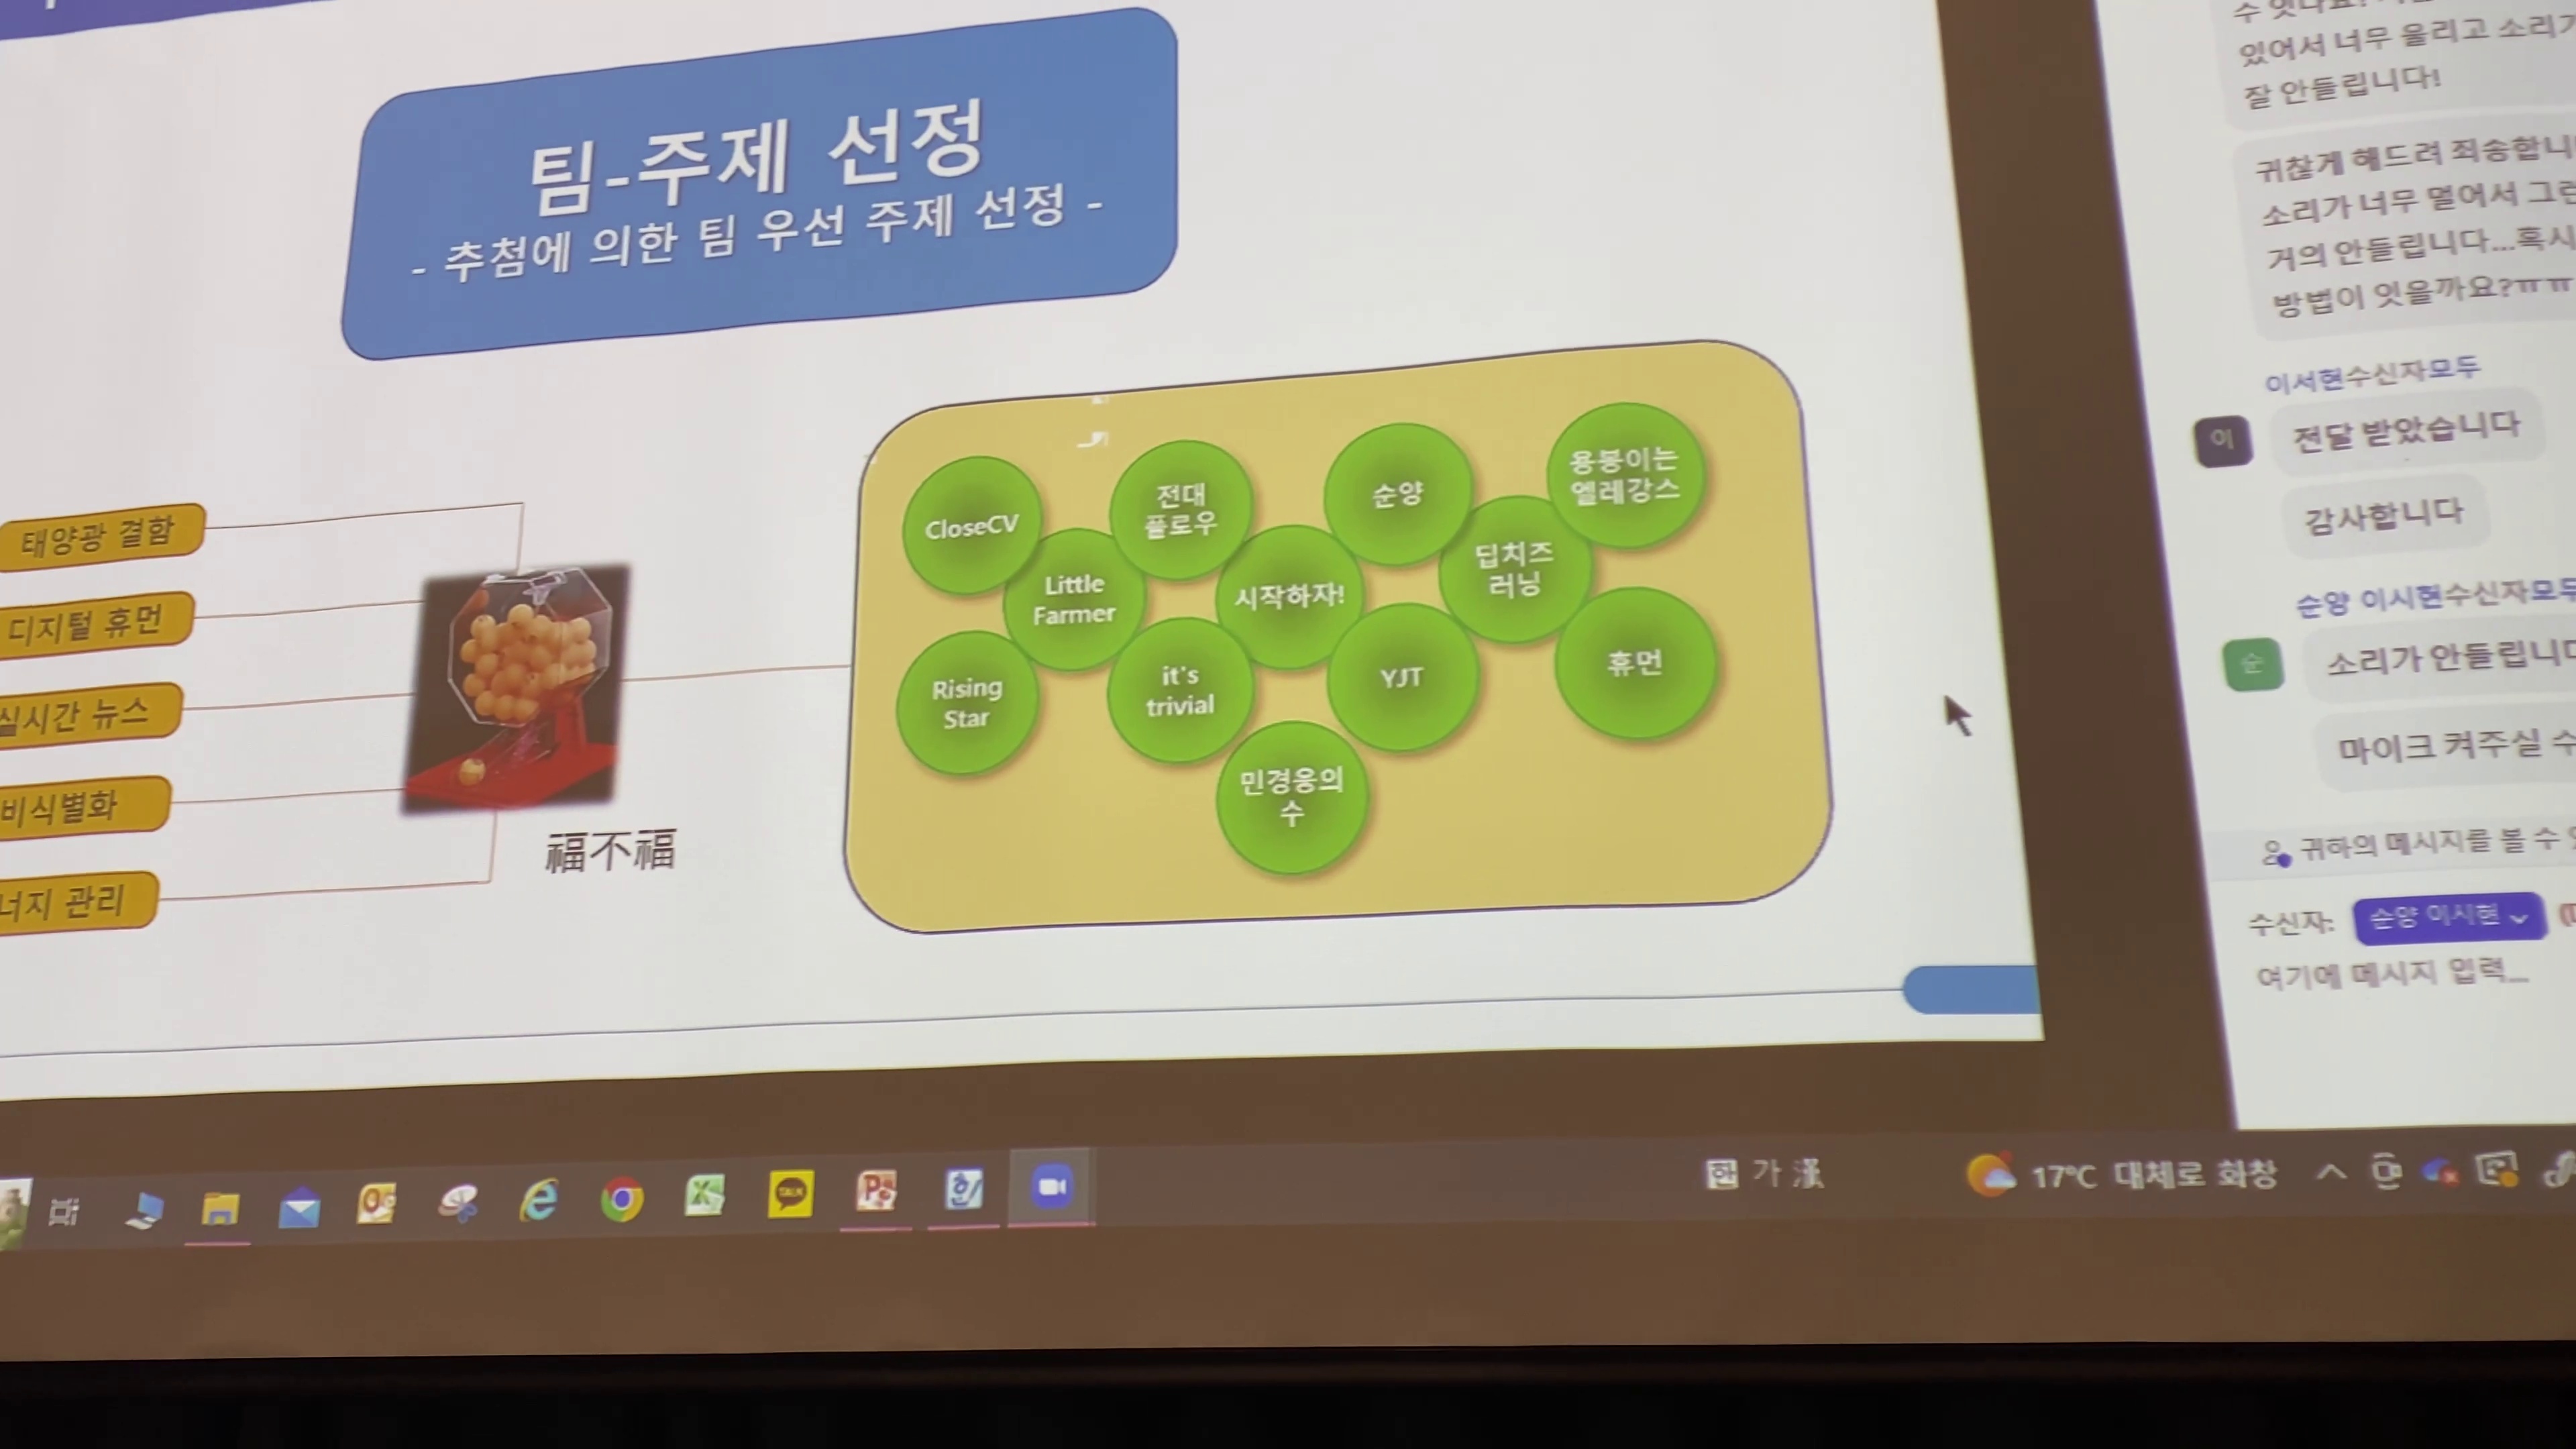 팀-주제 선정
- 추첨에 의한 팀 우선 주제 선정 -
태양광 결함
디지털 휴먼
실시간 뉴스
비식별화
너지 관리
福不福
CloseCV
전대
플로우
순양
용봉이는
엘레강스
Little
Farmer
시작하자!
딥치즈
러닝
Rising
Star
it's
trivial
YJT
휴먼
민경웅의
수
있어서 너무 울리고 소리가
잘 안들립니다!
귀찮게 해드려 죄송합니
소리가 너무 멀어서 그런
거의 안들립니다...혹시
방법이 잇을까요?ㅠㅠ
이서현수신자모두
이
전달 받았습니다
감사합니다
순양 이시현수신자모두
순
소리가 안들립니다
마이크 켜주실 수
귀하의 메시지를 볼 수
수신자: 순양 이시현
여기에 메시지 입력...
TALK
한 가 漢
17°C 대체로 화창